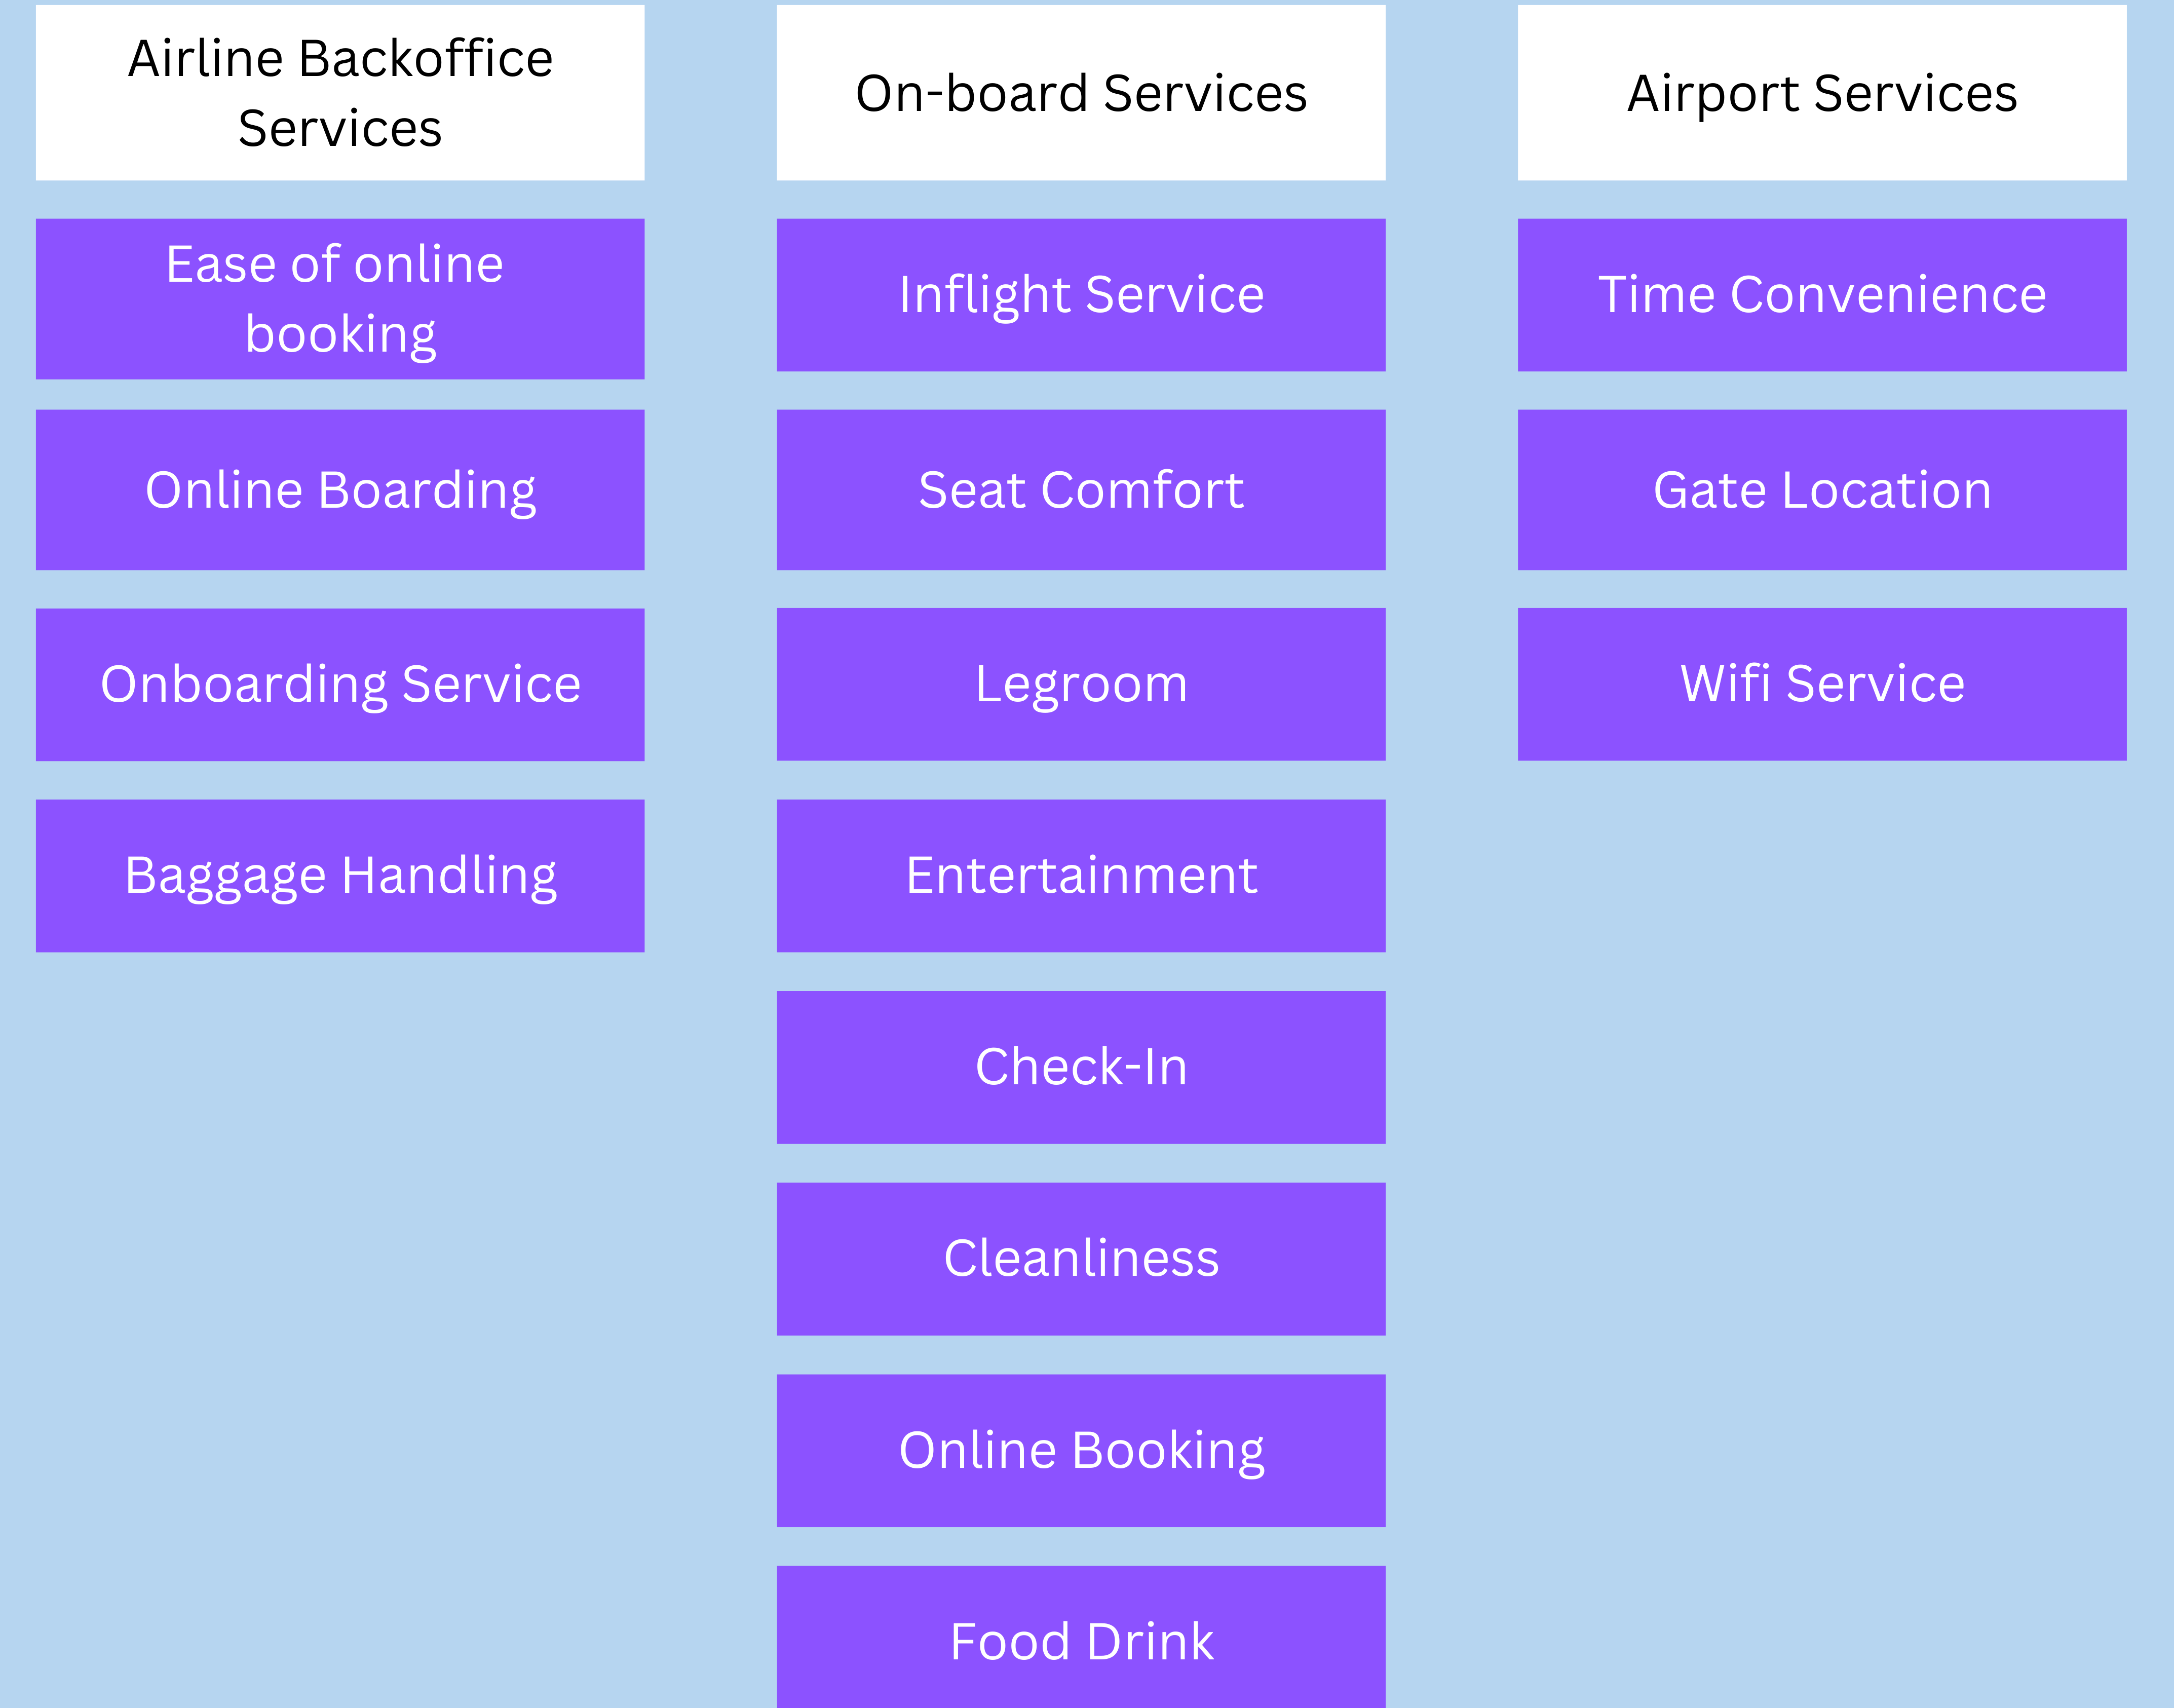 Airline Backoffice
Services
Ease of online
booking
Online Boarding
Onboarding Service
Baggage Handling
On-board Services
Inflight Service
Seat Comfort
Legroom
Entertainment
Check-In
Cleanliness
Online Booking
Food Drink
Airport Services
Time Convenience
Gate Location
Wifi Service